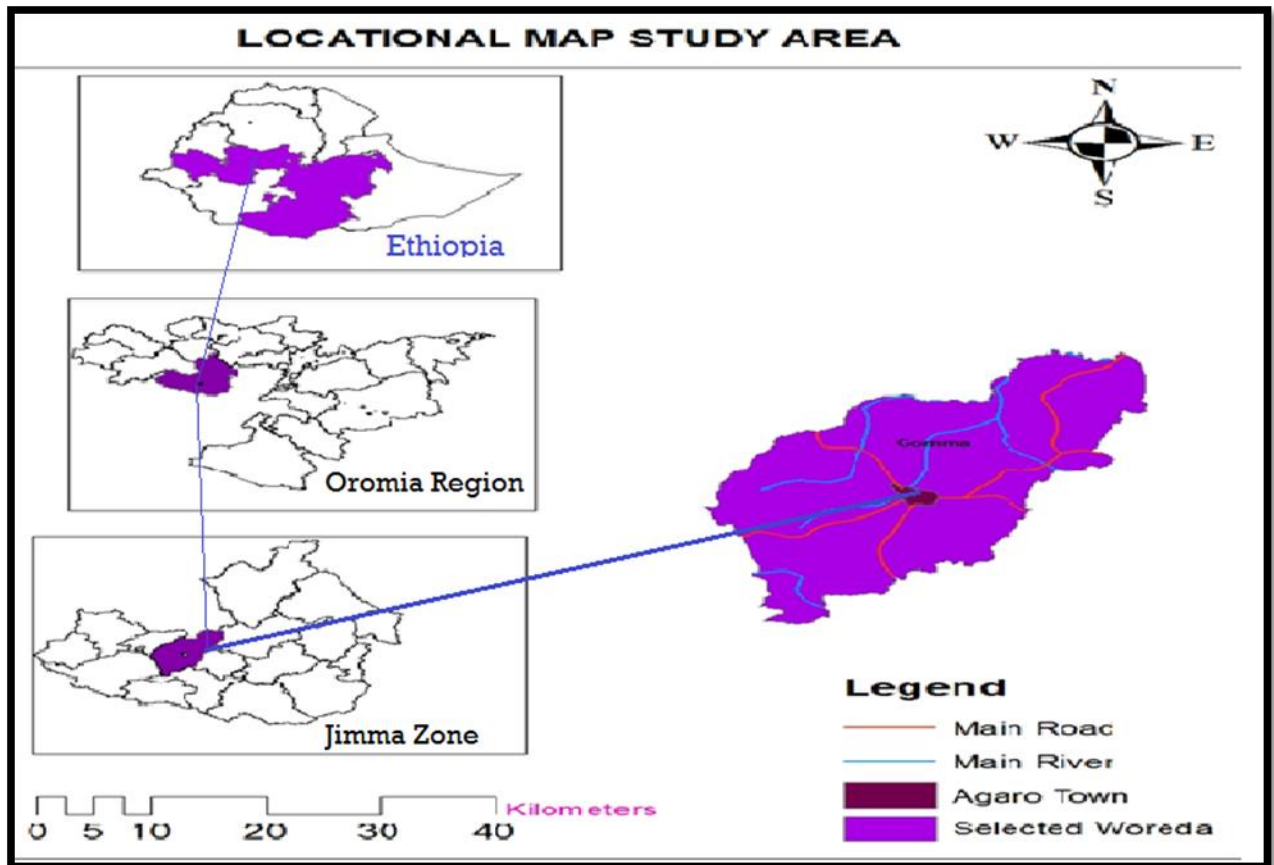 LOCATIONAL MAP STUDY AREA
N
W E
S
Ethiopia
Oromia Region
Gomma
Jimma Zone
Legend
Main Road
Main River
Agaro Town
Selected Woreda
Kilometers
0 5 10 20 30 40